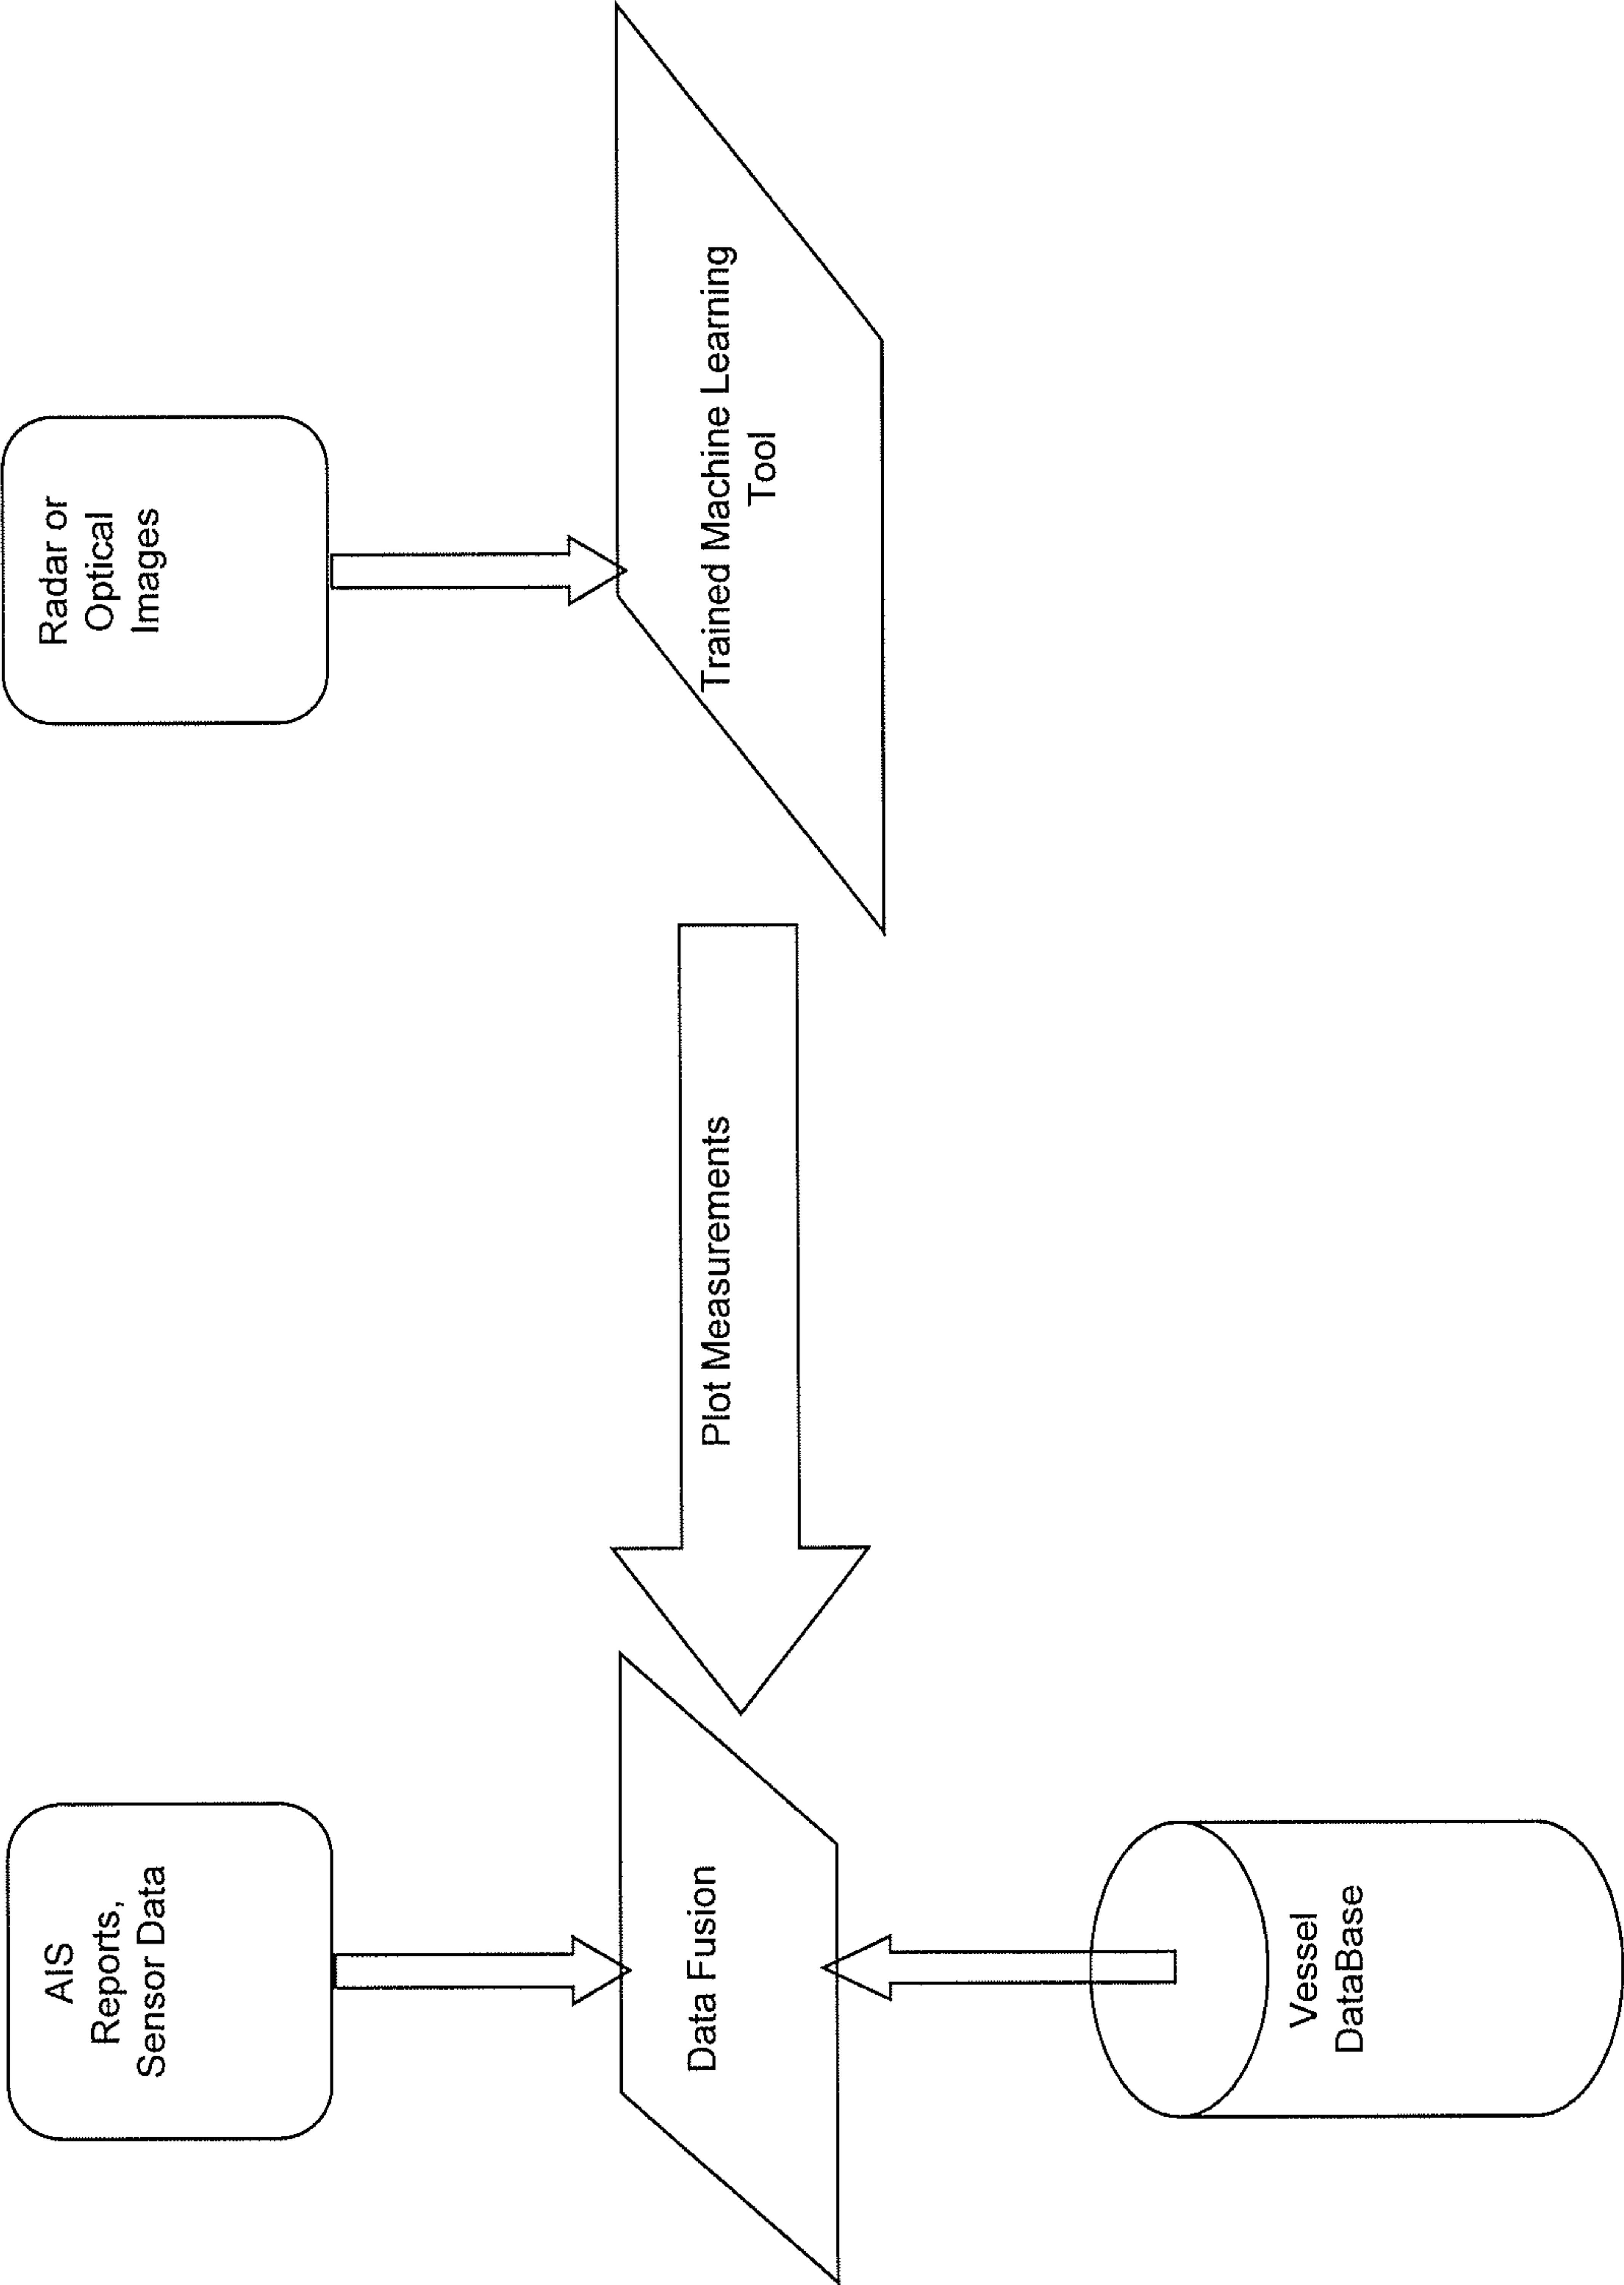 AIS
Reports,
Sensor Data
Data Fusion
Vessel
DataBase
Plot Measurements
Radar or
Optical
Images
Trained Machine Learning
Tool